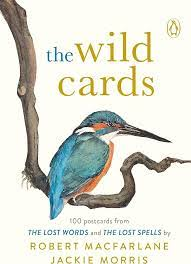 the wild
cards
100 postcards from
THE LOST WORDS and THE LOST SPELLS by
ROBERT MACFARLANE
JACKIE MORRIS